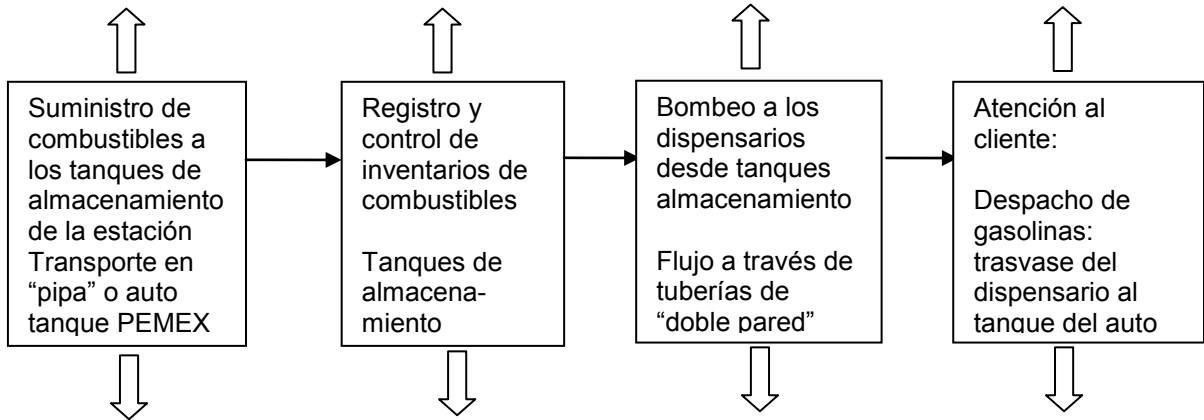 Suministro de
combustibles a
los tanques de
almacenamiento
de la estación
Transporte en
“pipa” o auto
tanque PEMEX
Registro y
control de
inventarios de
combustibles
Tanques de
almacena-
miento
Bombeo a los
dispensarios
desde tanques
almacenamiento
Flujo a través de
tuberías de
“doble pared”
Atención al
cliente:
Despacho de
gasolinas:
trasvase del
dispensario al
tanque del auto